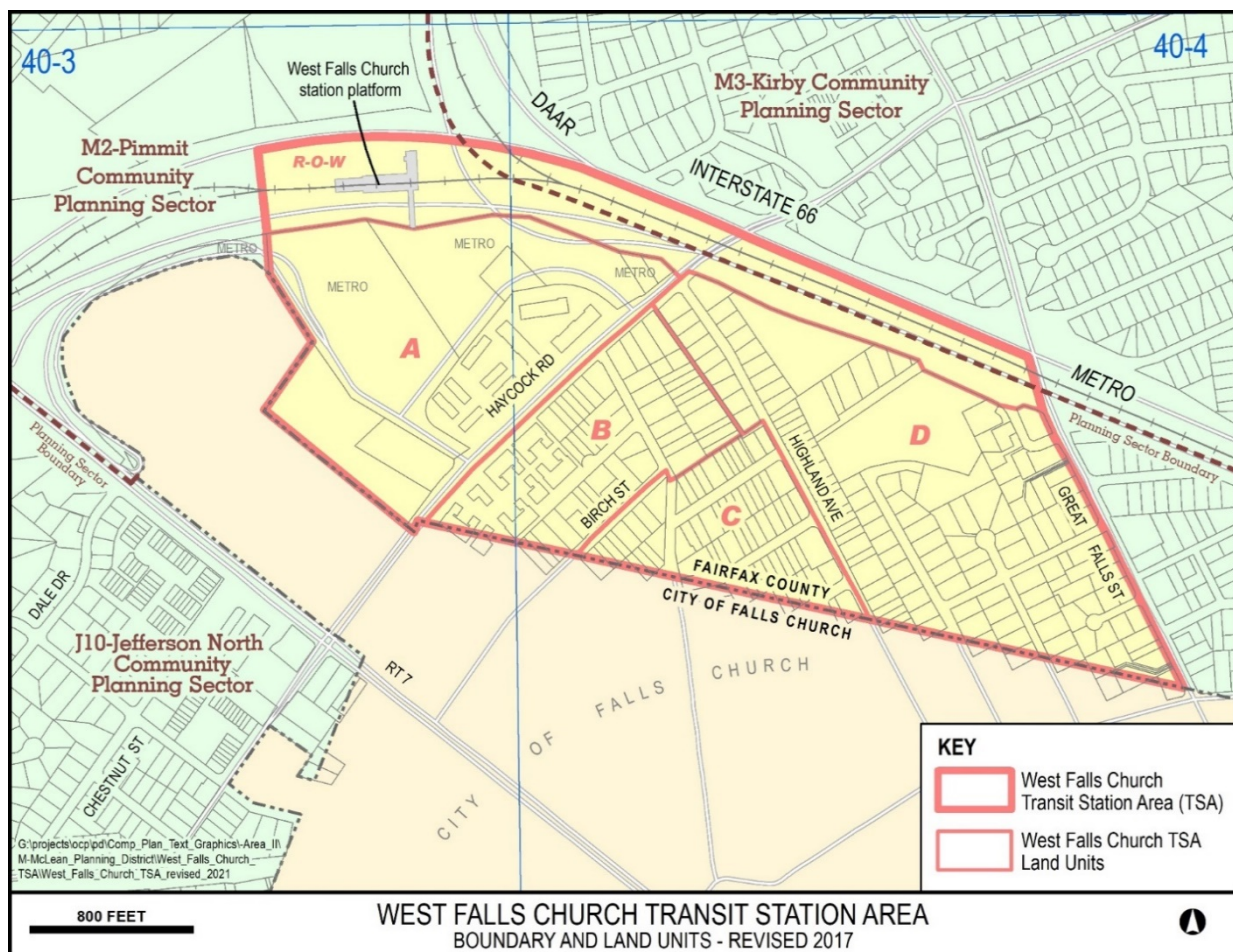 40-3
40-4
West Falls Church
station platform
M3-Kirby Community
Planning Sector
DAAR
M2-Pimmit
Community
Planning Sector
R-O-W
INTERSTATE 66
METRO
METRO
METRO
METRO
A
HAYCOCK RD
METRO
Planning Sector Boundary
B
D
HIGHLAND AVE
Planning Sector
Boundary
BIRCH ST
C
GREAT
FALLS ST
FAIRFAX COUNTY
CITY OF FALLS CHURCH
DALE DR
J10-Jefferson North
Community
Planning Sector
RT 7
CITY OF FALLS CHURCH
CHESTNUT ST
KEY
West Falls Church
Transit Station Area (TSA)
West Falls Church TSA
Land Units
G:\projects\ocp\pd\Comp_Plan_Text_Graphics\-Area_II\
M-McLean_Planning_District\West_Falls_Church_
TSA\West_Falls_Church_TSA_revised_2021
800 FEET
WEST FALLS CHURCH TRANSIT STATION AREA
BOUNDARY AND LAND UNITS - REVISED 2017